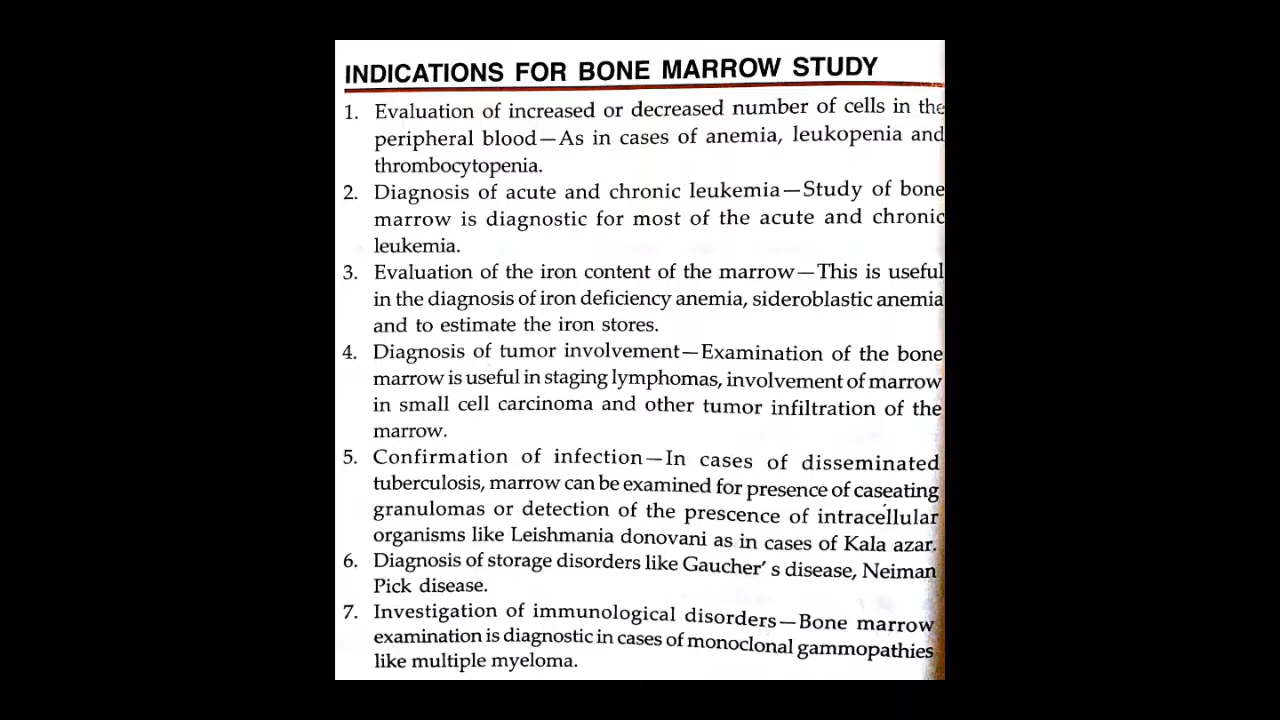 INDICATIONS FOR BONE MARROW STUDY
1. Evaluation of increased or decreased number of cells in the
peripheral blood—As in cases of anemia, leukopenia and
thrombocytopenia.
2. Diagnosis of acute and chronic leukemia—Study of bone
marrow is diagnostic for most of the acute and chronic
leukemia.
3. Evaluation of the iron content of the marrow—This is useful
in the diagnosis of iron deficiency anemia, sideroblastic anemia
and to estimate the iron stores.
4. Diagnosis of tumor involvement—Examination of the bone
marrow is useful in staging lymphomas, involvement of marrow
in small cell carcinoma and other tumor infiltration of the
marrow.
5. Confirmation of infection—In cases of disseminated
tuberculosis, marrow can be examined for presence of caseating
granulomas or detection of the prescence of intracellular
organisms like Leishmania donovani as in cases of Kala azar.
6. Diagnosis of storage disorders like Gaucher' s disease, Neiman
Pick disease.
7. Investigation of immunological disorders—Bone marrow
examination is diagnostic in cases of monoclonal gammopathies
like multiple myeloma.